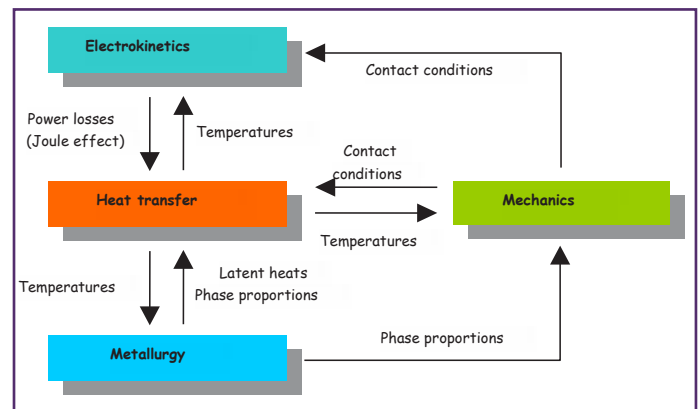 Electrokinetics
Contact conditions
Power losses
(Joule effect)
Temperatures
Contact
conditions
Heat transfer
Mechanics
Temperatures
Temperatures
Latent heats
Phase proportions
Phase proportions
Metallurgy